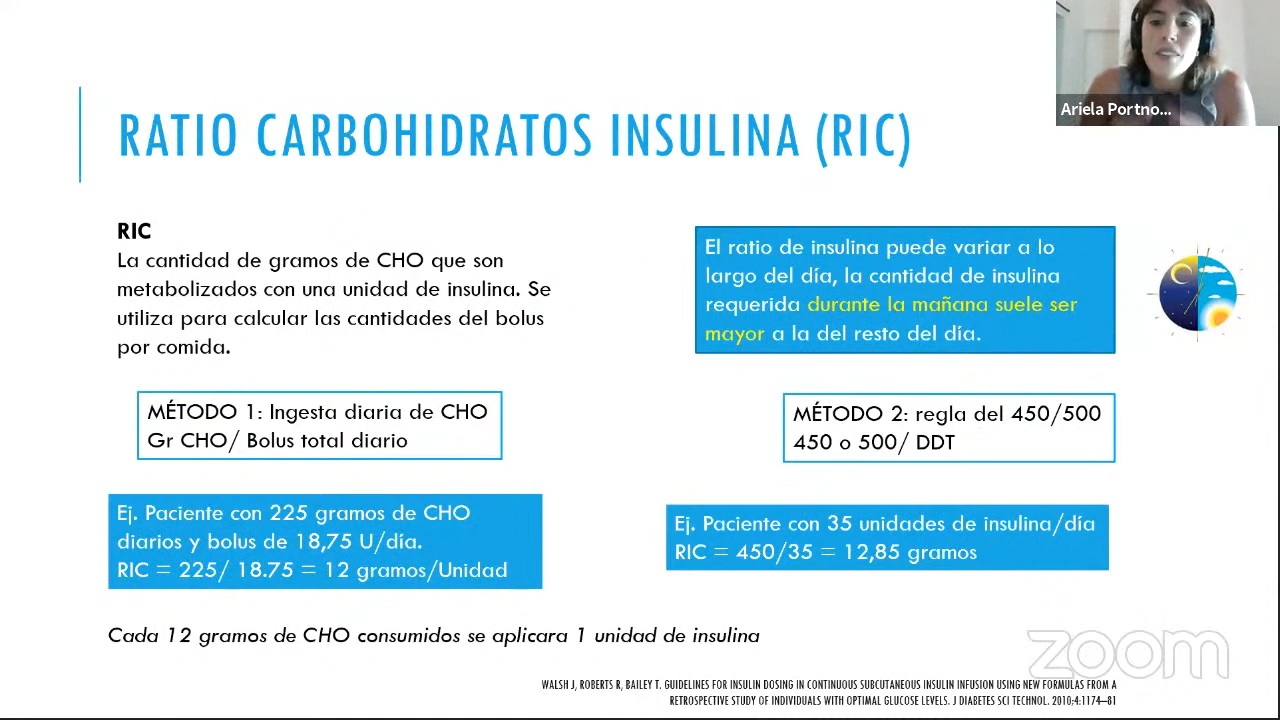 Ariela Portno...
RATIO CARBOHIDRATOS INSULINA (RIC)
RIC
La cantidad de gramos de CHO que son
metabolizados con una unidad de insulina. Se
utiliza para calcular las cantidades del bolus
por comida.
El ratio de insulina puede variar a lo
largo del día, la cantidad de insulina
requerida durante la mañana suele ser
mayor a la del resto del día.
MÉTODO 1: Ingesta diaria de CHO
Gr CHO/ Bolus total diario
MÉTODO 2: regla del 450/500
450 o 500/ DDT
Ej. Paciente con 225 gramos de CHO
diarios y bolus de 18,75 U/día.
RIC = 225/ 18.75 = 12 gramos/Unidad
Ej. Paciente con 35 unidades de insulina/día
RIC = 450/35 = 12,85 gramos
Cada 12 gramos de CHO consumidos se aplicara 1 unidad de insulina
zoom
WALSH J, ROBERTS R, BAILEY T. GUIDELINES FOR INSULIN DOSING IN CONTINUOUS SUBCUTANEOUS INSULIN INFUSION USING NEW FORMULAS FROM A
RETROSPECTIVE STUDY OF INDIVIDUALS WITH OPTIMAL GLUCOSE LEVELS. J DIABETES SCI TECHNOL. 2010;4:1174–81